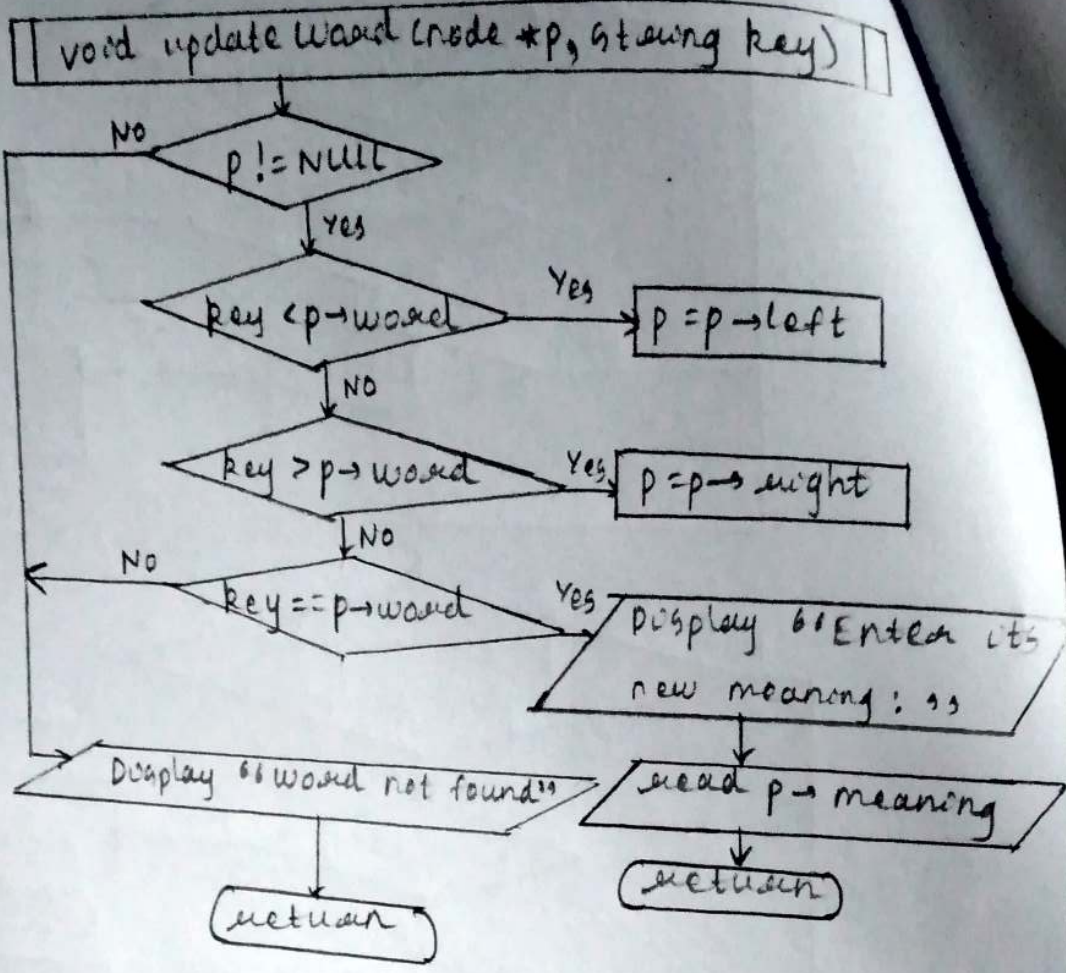 void updateWord (node *p, string key)
NO
p != NULL
Yes
key < p→word
Yes
p = p→left
NO
key > p→word
Yes
p = p→right
NO
NO
key == p→word
Yes
Display “Enter its
new meaning : ”
Display “Word not found”
read p→meaning
return
return